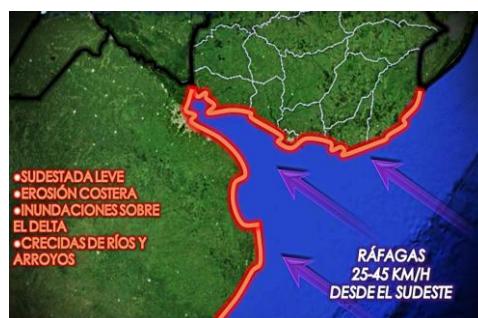 •SUDESTADA LEVE
•EROSIÓN COSTERA
•INUNDACIONES SOBRE
EL DELTA
•CRECIDAS DE RÍOS Y
ARROYOS
RÁFAGAS
25-45 KM/H
DESDE EL SUDESTE